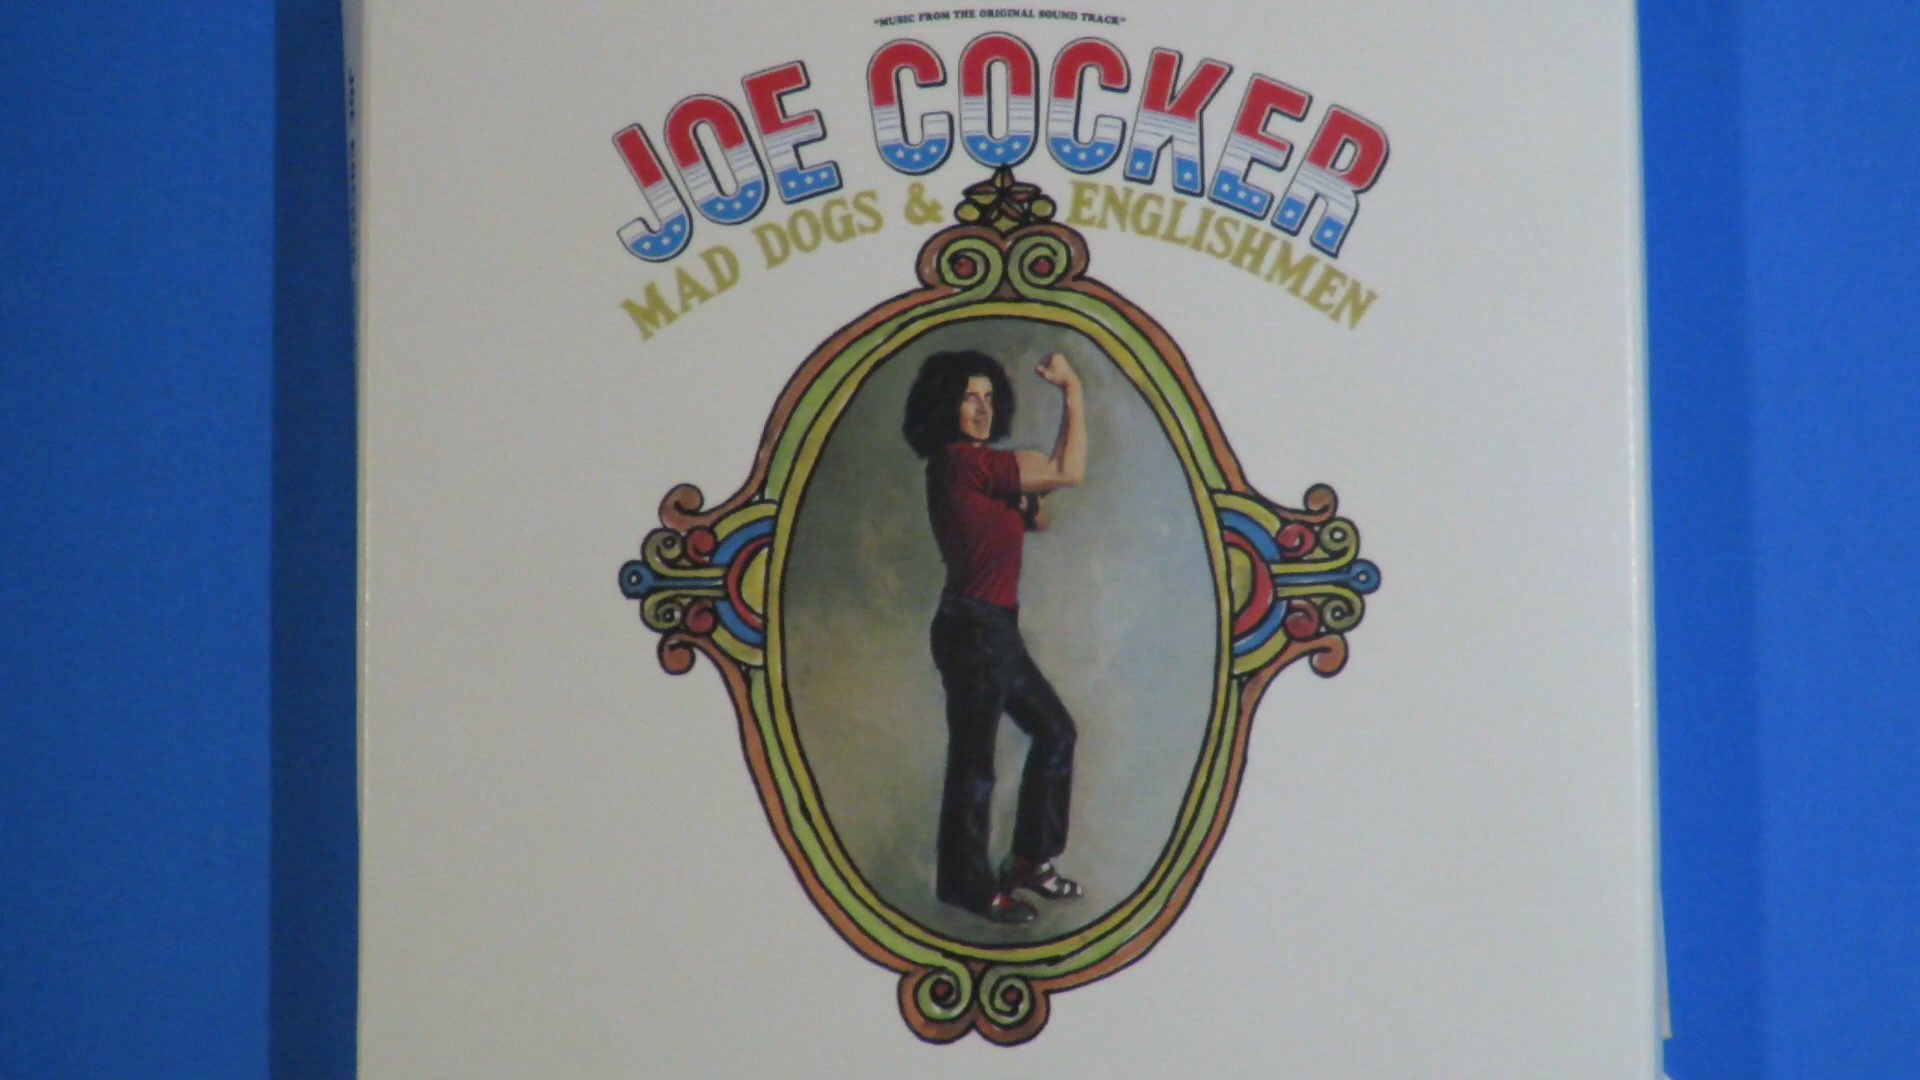 "MUSIC FROM THE ORIGINAL SOUND TRACK"
JOE COCKER
MAD DOGS & ENGLISHMEN